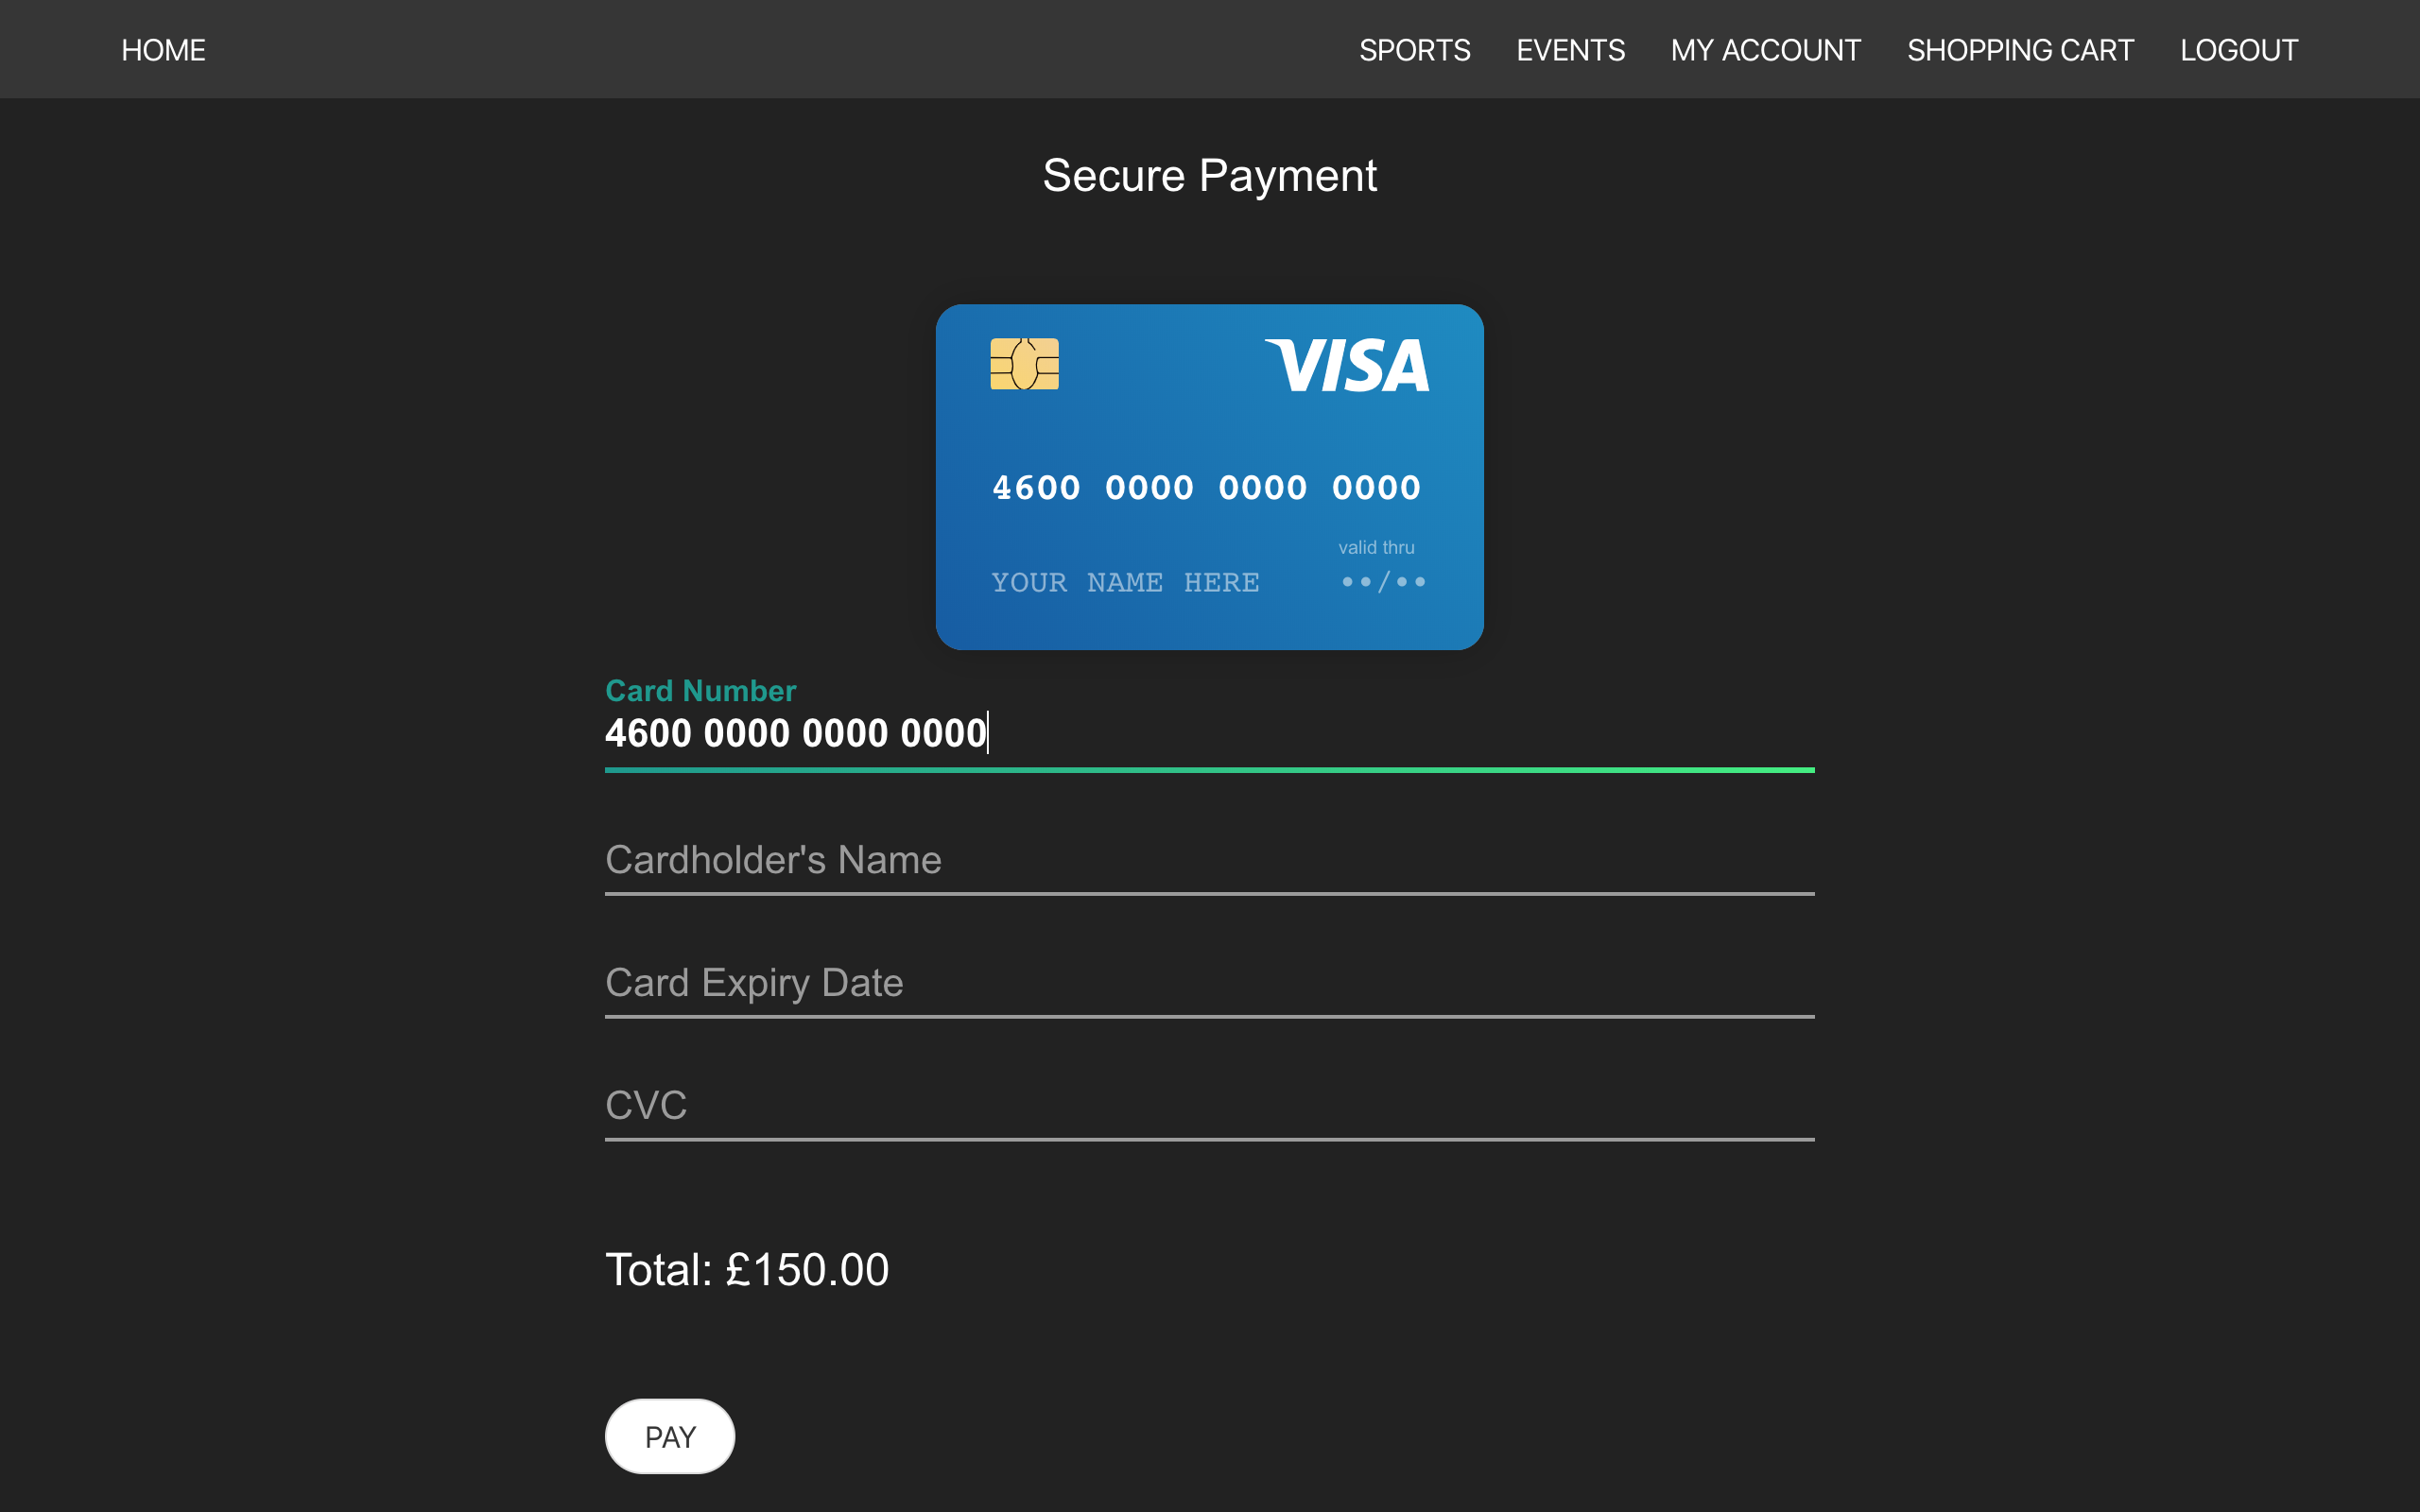 HOME SPORTS EVENTS MY ACCOUNT SHOPPING CART LOGOUT
Secure Payment
VISA
4600 0000 0000 0000
valid thru
YOUR NAME HERE ••/••
Card Number
4600 0000 0000 0000
Cardholder's Name
Card Expiry Date
CVC
Total: £150.00
PAY